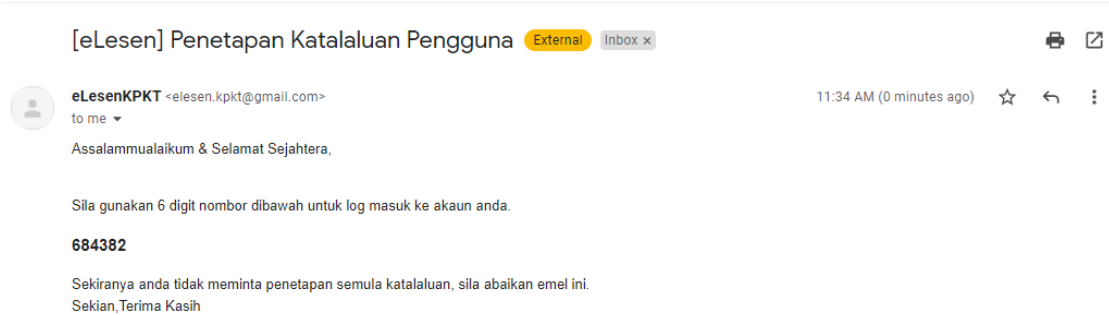 [eLesen] Penetapan Katalaluan Pengguna External Inbox x
eLesenKPKT <elesen.kpkt@gmail.com> 11:34 AM (0 minutes ago)
to me
Assalammualaikum & Selamat Sejahtera,
Sila gunakan 6 digit nombor dibawah untuk log masuk ke akaun anda.
684382
Sekiranya anda tidak meminta penetapan semula katalaluan, sila abaikan emel ini.
Sekian,Terima Kasih